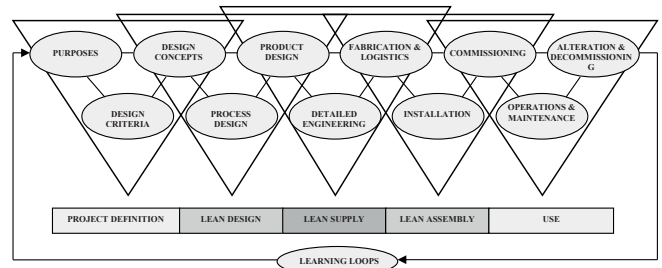 PURPOSES
DESIGN
CONCEPTS
PRODUCT
DESIGN
FABRICATION &
LOGISTICS
COMMISSIONING
ALTERATION &
DECOMMISSIONIN
G
DESIGN
CRITERIA
PROCESS
DESIGN
DETAILED
ENGINEERING
INSTALLATION
OPERATIONS &
MAINTENANCE
PROJECT DEFINITION
LEAN DESIGN
LEAN SUPPLY
LEAN ASSEMBLY
USE
LEARNING LOOPS